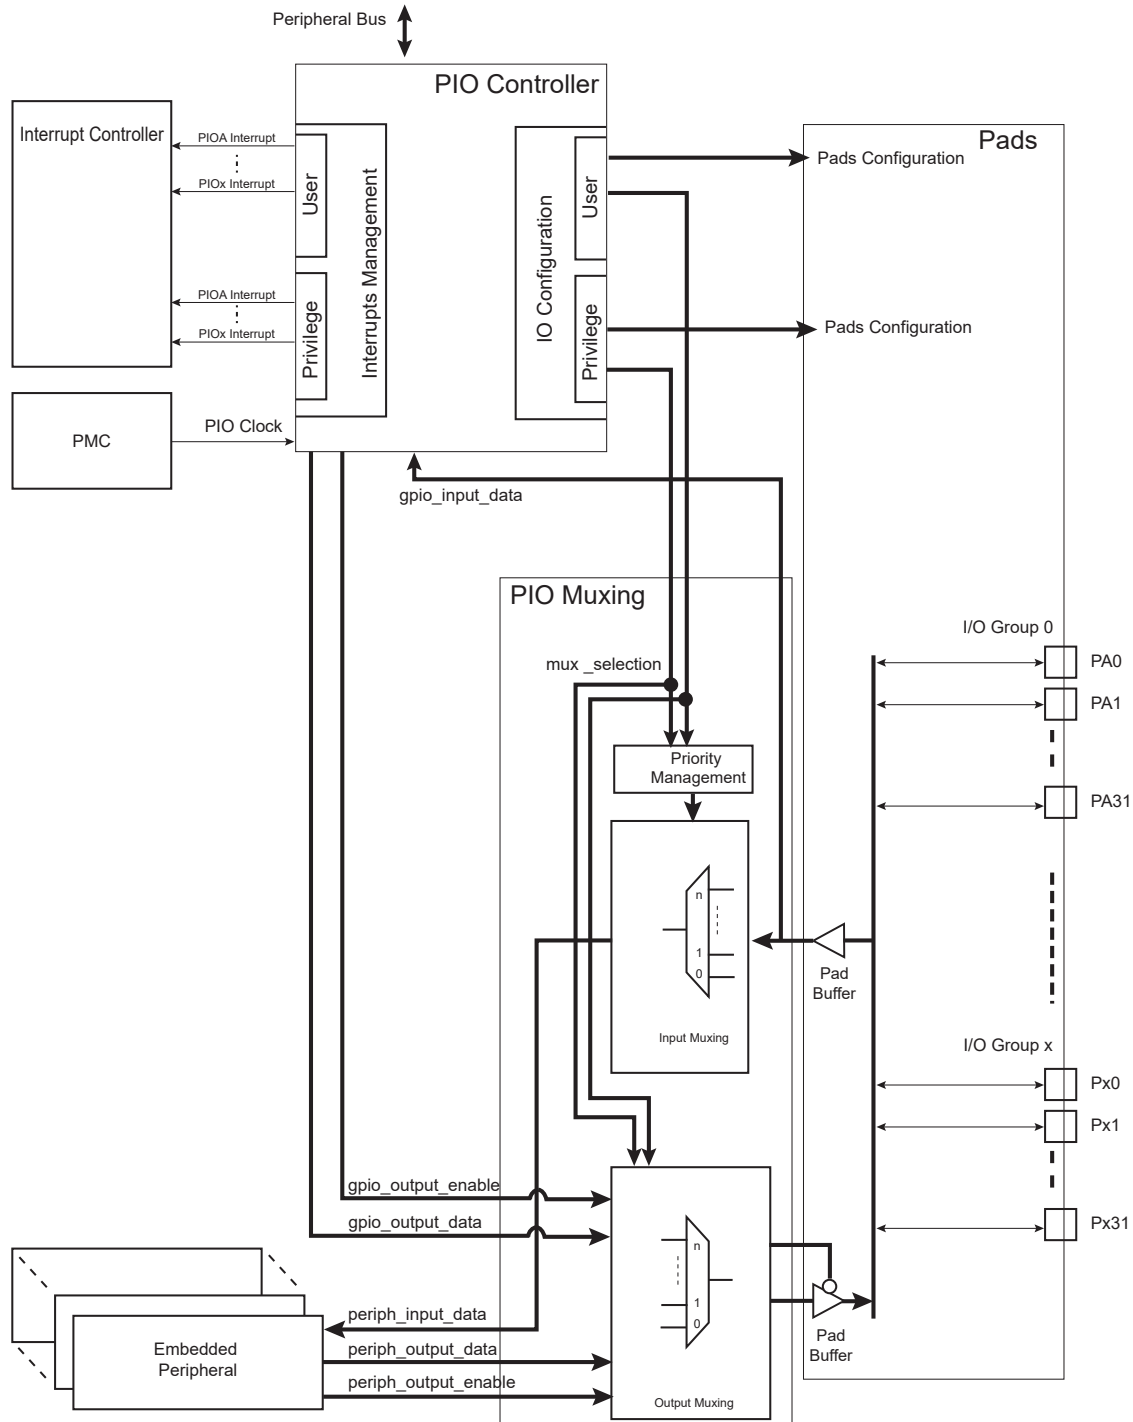 Peripheral Bus
PIO Controller
Interrupt Controller
PIOA Interrupt
PIOx Interrupt
PIOA Interrupt
PIOx Interrupt
User
Privilege
Interrupts Management
IO Configuration
User
Privilege
Pads
Pads Configuration
Pads Configuration
PMC
PIO Clock
gpio_input_data
PIO Muxing
mux _selection
Priority
Management
n
1
0
Input Muxing
Pad
Buffer
I/O Group 0
PA0
PA1
PA31
I/O Group x
Px0
Px1
Px31
gpio_output_enable
gpio_output_data
periph_input_data
periph_output_data
periph_output_enable
Embedded
Peripheral
n
1
0
Output Muxing
Pad
Buffer